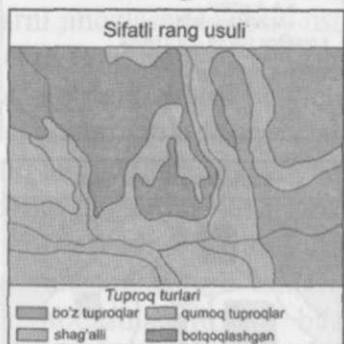 Sifatli rang usuli
Tuproq turlari
bo'z tuproqlar qumoq tuproqlar
shag'alli botqoqlashgan